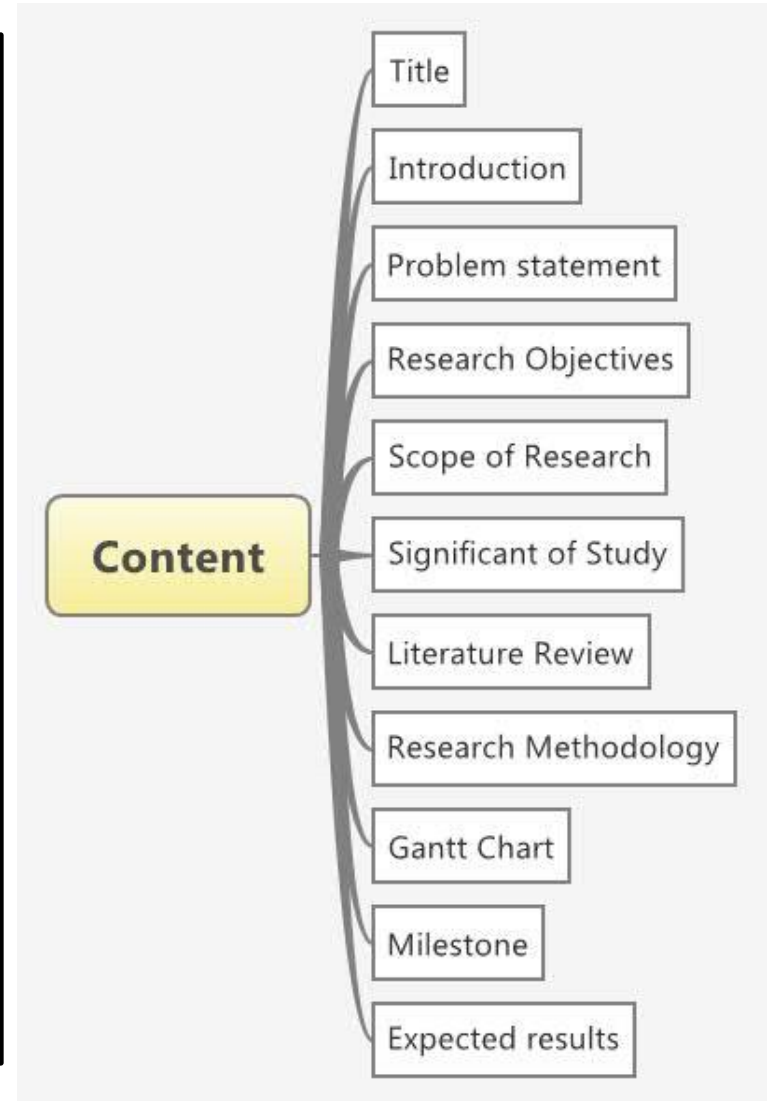 Content
Title
Introduction
Problem statement
Research Objectives
Scope of Research
Significant of Study
Literature Review
Research Methodology
Gantt Chart
Milestone
Expected results